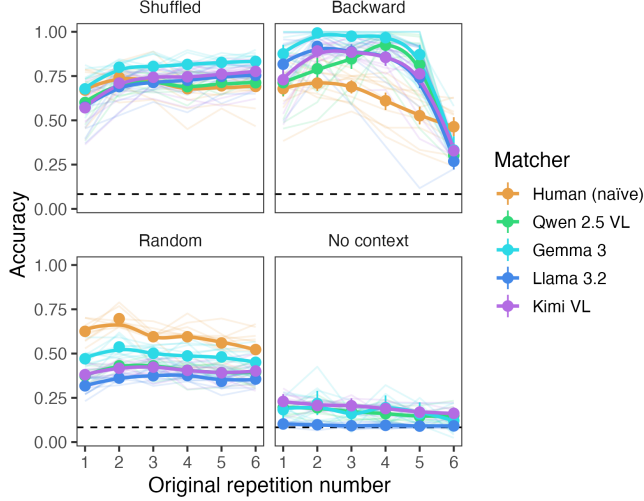 Shuffled
Backward
1.00
0.75
0.50
0.25
0.00
Random
No context
1.00
0.75
0.50
0.25
0.00
1 2 3 4 5 6
1 2 3 4 5 6
Original repetition number
Accuracy
Matcher
Human (naïve)
Qwen 2.5 VL
Gemma 3
Llama 3.2
Kimi VL